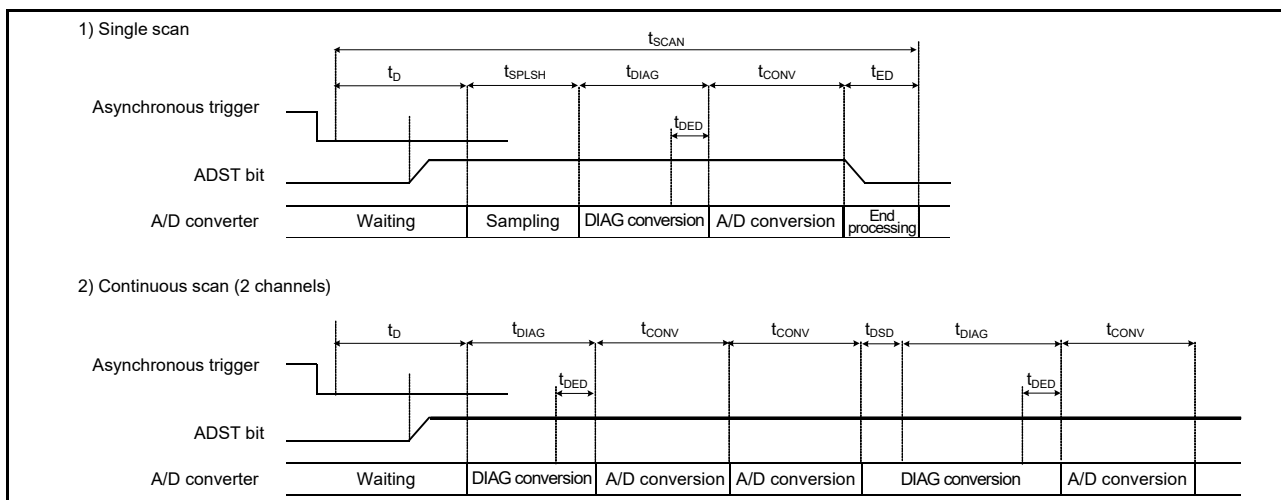 1) Single scan
tSCAN
tD tSPLSH tDIAG tCONV tED
Asynchronous trigger
tDED
ADST bit
A/D converter Waiting Sampling DIAG conversion A/D conversion End processing
2) Continuous scan (2 channels)
tD tDIAG tCONV tCONV tDSD tDIAG tCONV
Asynchronous trigger
tDED tDED
ADST bit
A/D converter Waiting DIAG conversion A/D conversion A/D conversion DIAG conversion A/D conversion